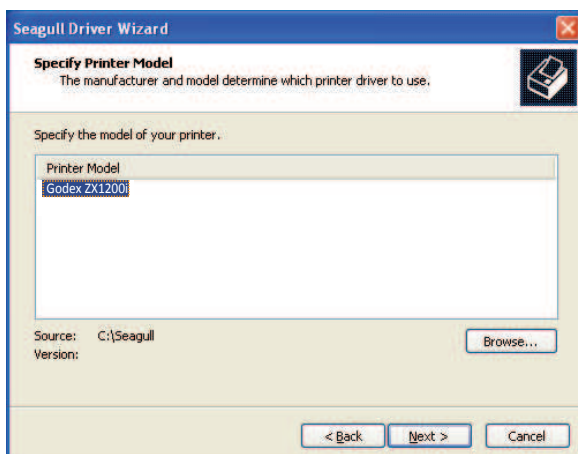 Seagull Driver Wizard
Specify Printer Model
The manufacturer and model determine which printer driver to use.
Specify the model of your printer.
Printer Model
Godex ZX1200i
Source: C:\Seagull
Browse...
Version:
< Back Next > Cancel